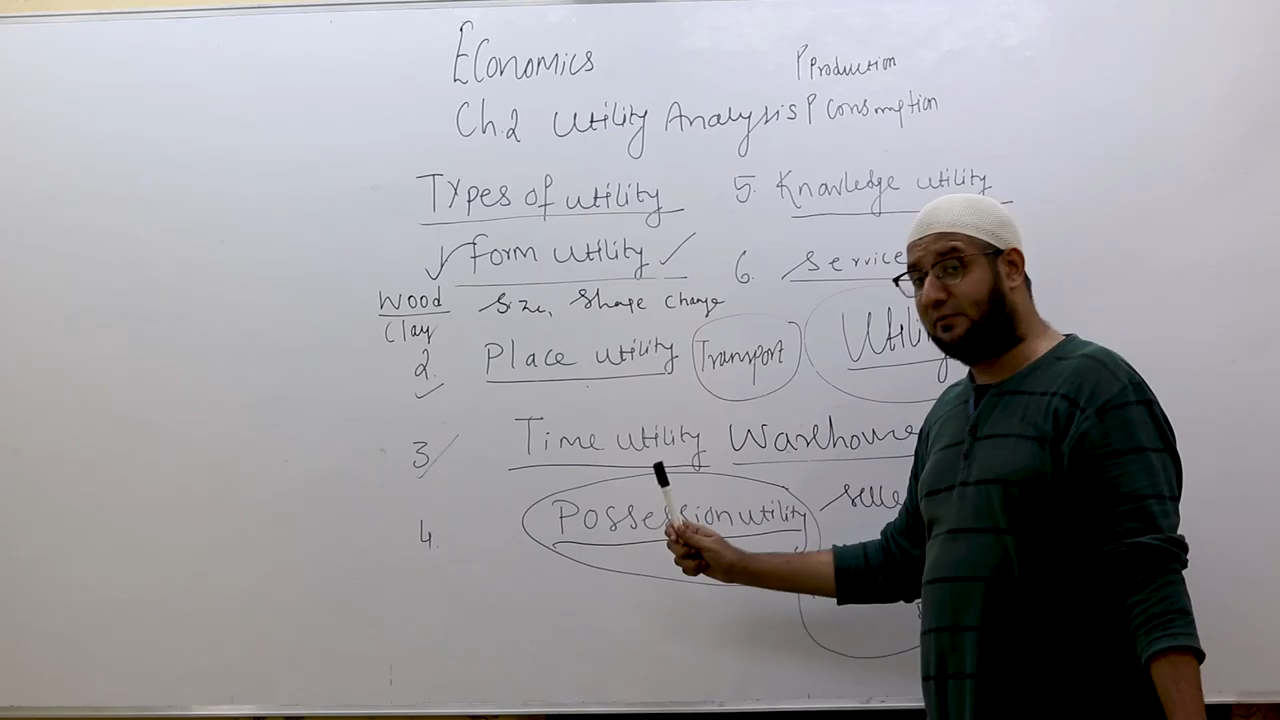 Economics
Production
Ch.2 Utility Analysis
P Consumption
Types of utility
form utility
Wood
Clay
Size, Shape Change
2. Place utility Transport
3 Time utility Warehouse
4. Possession utility
5. Knowledge utility
6. Service
Utili